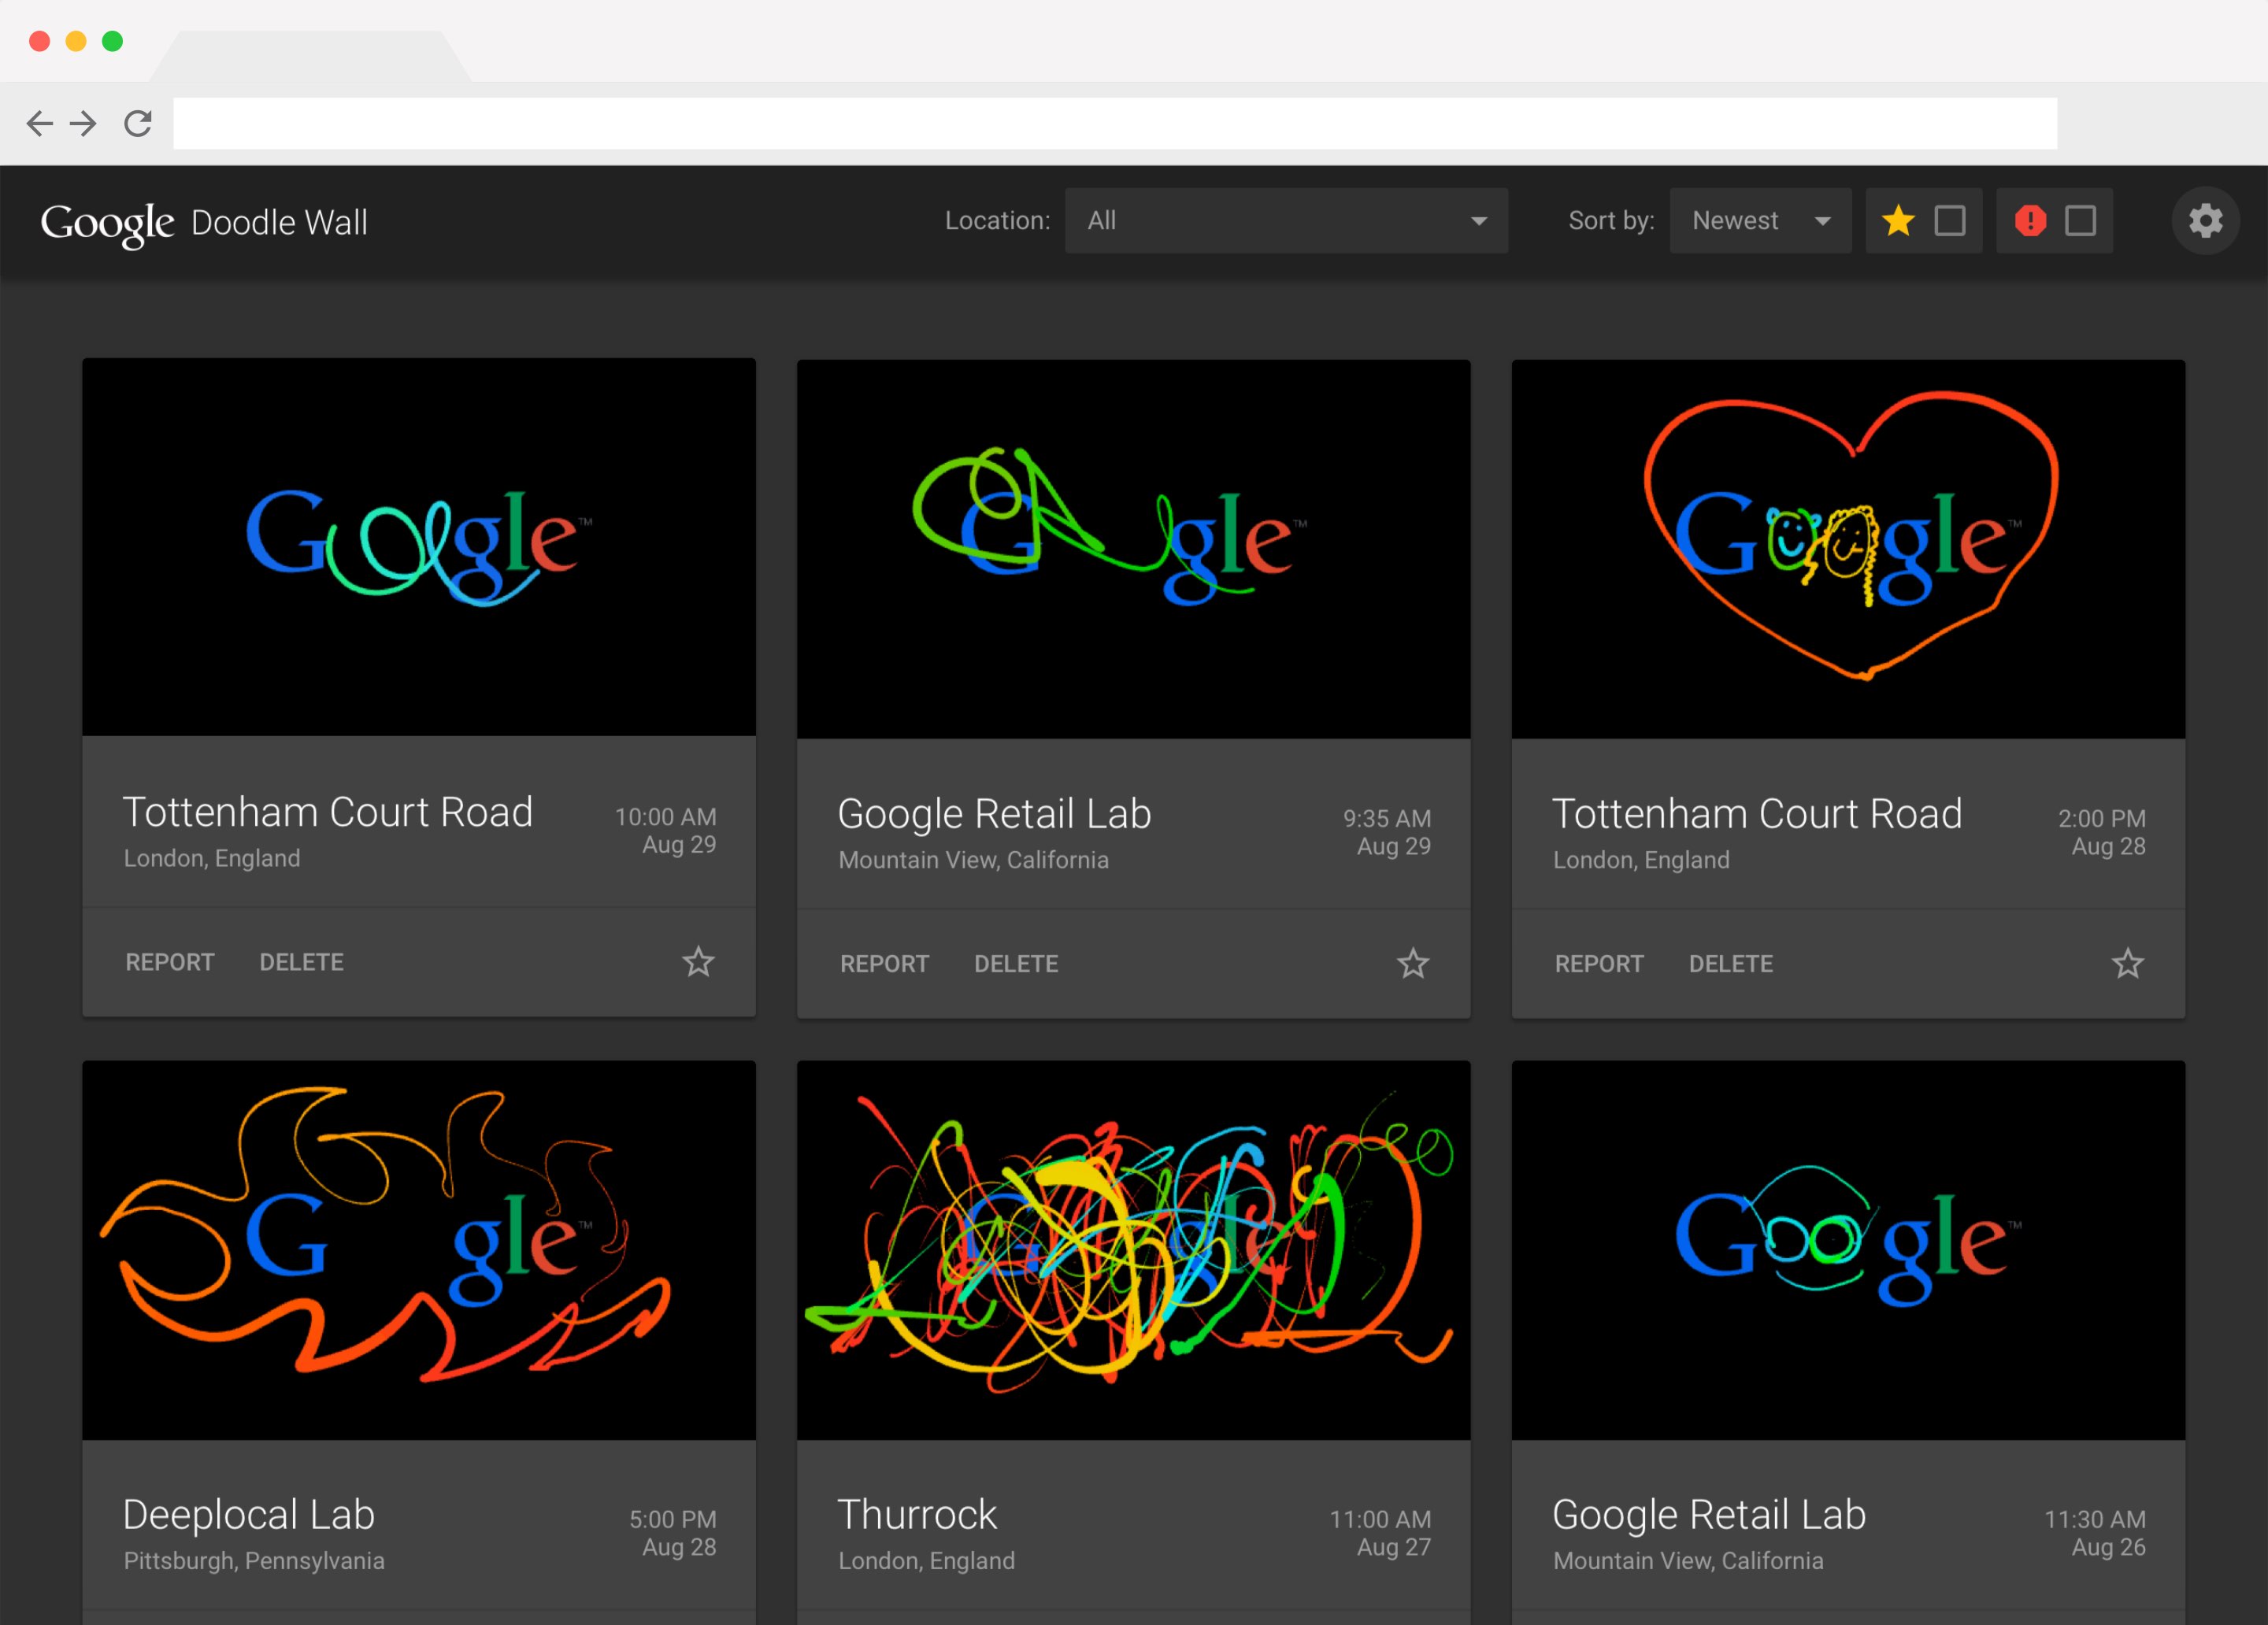 Google Doodle Wall
Location: All
Sort by: Newest
Google™
Ggle™
Google™
Tottenham Court Road
10:00 AM
London, England
Aug 29
REPORT DELETE
Google Retail Lab
9:35 AM
Mountain View, California
Aug 29
REPORT DELETE
Tottenham Court Road
2:00 PM
London, England
Aug 28
REPORT DELETE
G gle™
G gle
Google™
Deeplocal Lab
5:00 PM
Pittsburgh, Pennsylvania
Aug 28
Thurrock
11:00 AM
London, England
Aug 27
Google Retail Lab
11:30 AM
Mountain View, California
Aug 26